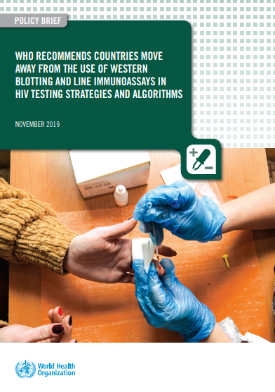 POLICY BRIEF
WHO RECOMMENDS COUNTRIES MOVE
AWAY FROM THE USE OF WESTERN
BLOTTING AND LINE IMMUNOASSAYS IN
HIV TESTING STRATEGIES AND ALGORITHMS
NOVEMBER 2019
World Health
Organization